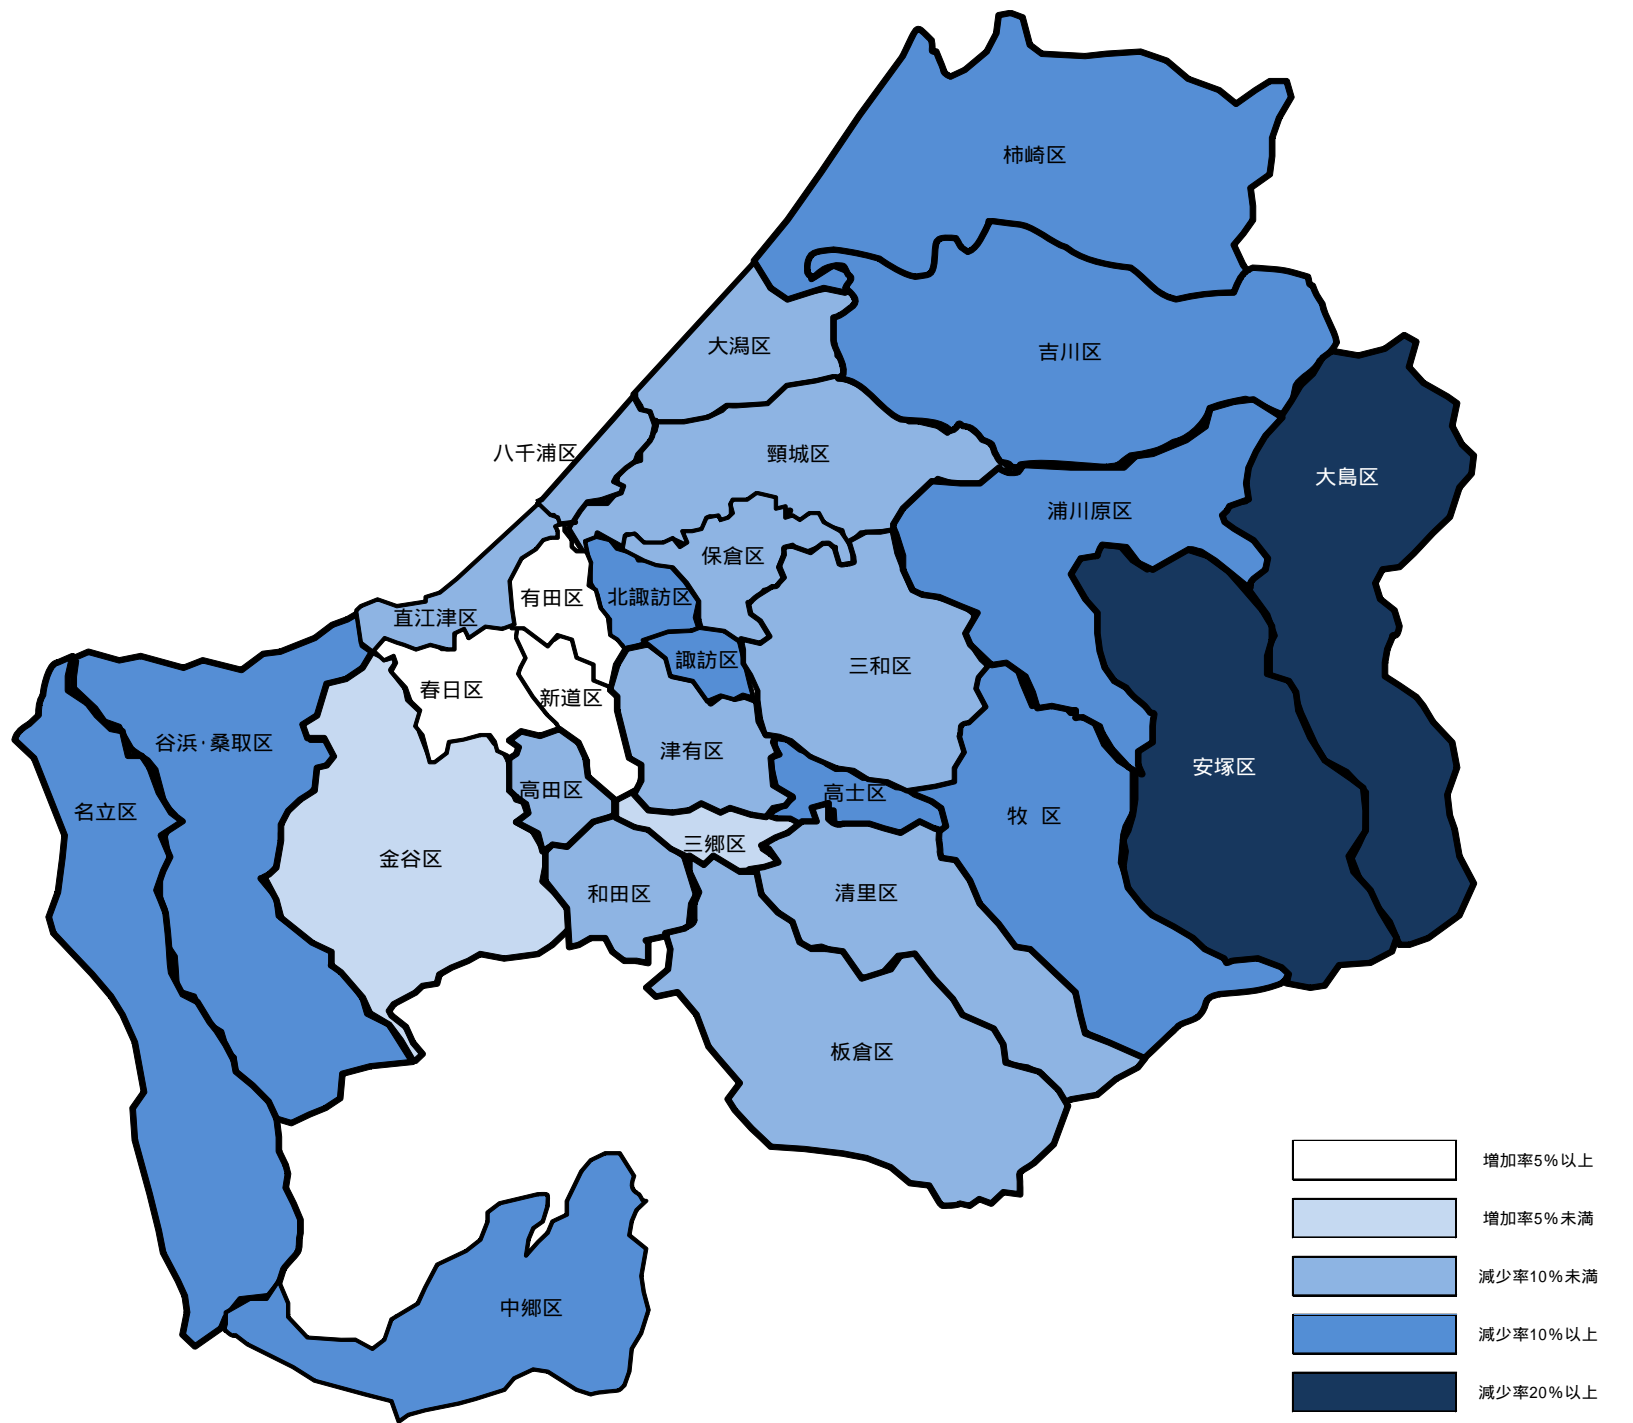 柿崎区
大潟区
吉川区
八千浦区
頸城区
大島区
浦川原区
保倉区
有田区
北諏訪区
直江津区
諏訪区
三和区
春日区
新道区
谷浜・桑取区
津有区
安塚区
高田区
高士区
名立区
牧 区
三郷区
金谷区
和田区
清里区
板倉区
中郷区
増加率5%以上
増加率5%未満
減少率10%未満
減少率10%以上
減少率20%以上